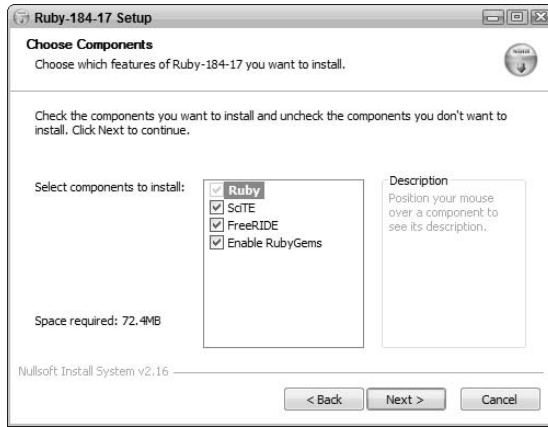 Ruby-184-17 Setup
Choose Components
Choose which features of Ruby-184-17 you want to install.
Check the components you want to install and uncheck the components you don't want to
install. Click Next to continue.
Select components to install:
Ruby
SciTE
FreeRIDE
Enable RubyGems
Description
Position your mouse
over a component to
see its description.
Space required: 72.4MB
Nullsoft Install System v2.16
< Back
Next >
Cancel